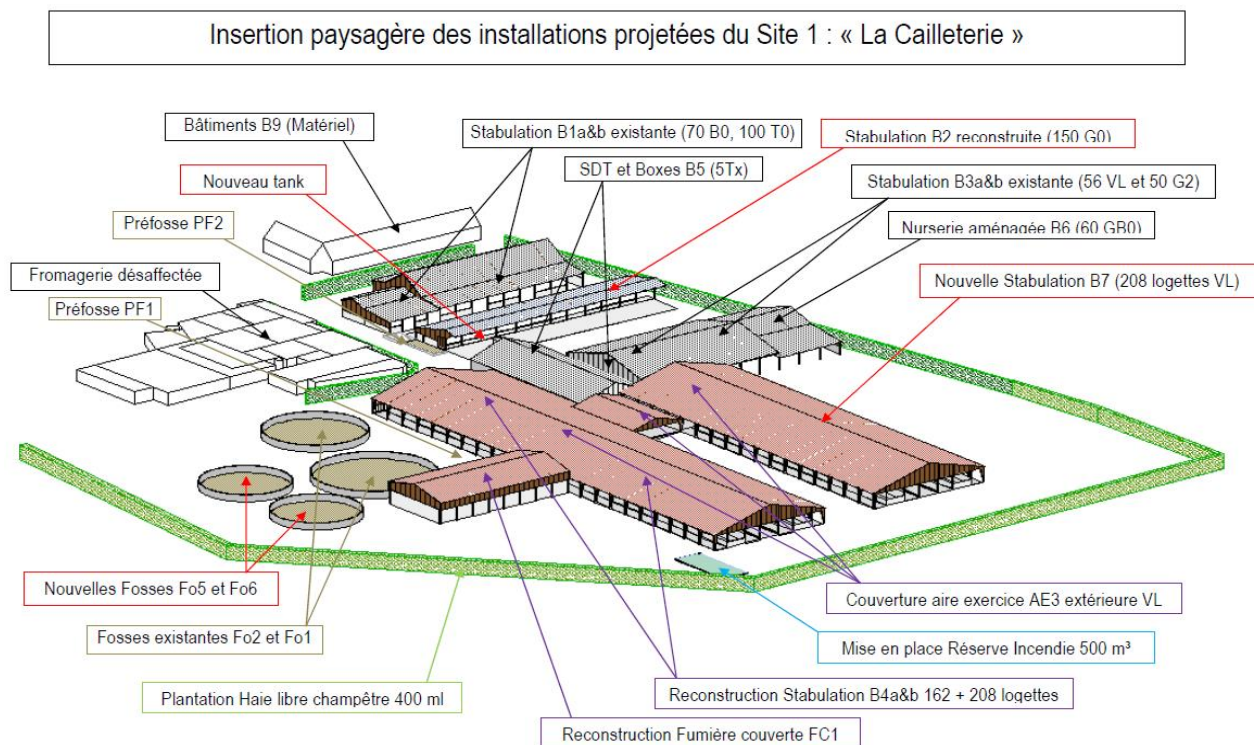 Insertion paysagère des installations projetées du Site 1 : « La Cailleterie »
Bâtiments B9 (Matériel)
Stabulation B1a&b existante (70 B0, 100 T0)
Stabulation B2 reconstruite (150 G0)
SDT et Boxes B5 (5Tx)
Nouveau tank
Stabulation B3a&b existante (56 VL et 50 G2)
Préfosse PF2
Nurserie aménagée B6 (60 GB0)
Fromagerie désaffectée
Nouvelle Stabulation B7 (208 logettes VL)
Préfosse PF1
Nouvelles Fosses Fo5 et Fo6
Couverture aire exercice AE3 extérieure VL
Fosses existantes Fo2 et Fo1
Mise en place Réserve Incendie 500 m³
Plantation Haie libre champêtre 400 ml
Reconstruction Stabulation B4a&b 162 + 208 logettes
Reconstruction Fumière couverte FC1